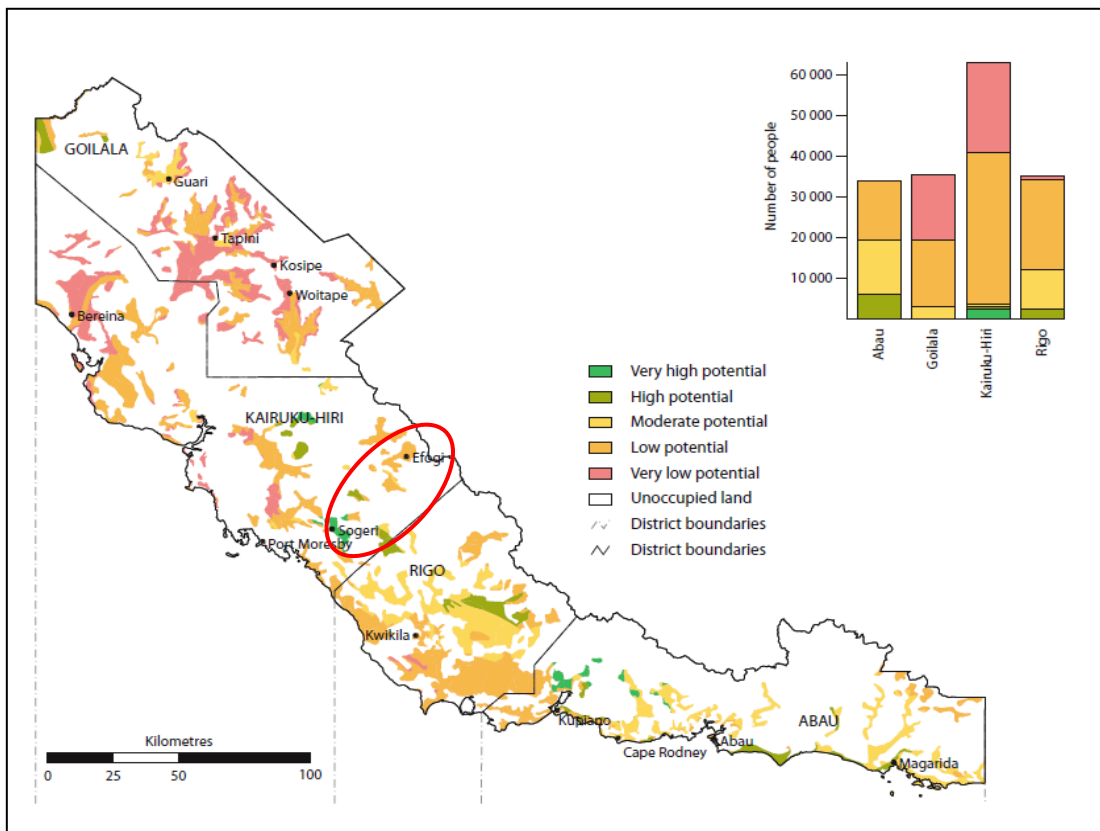 60 000
50 000
40 000
30 000
20 000
10 000
Number of people
Abau
Goilala
Kairuku-Hiri
Rigo
GOILALA
Guari
Tapini
Kosipe
Woitape
Bereina
KAIRUKU-HIRI
Efogi
Sogeri
Port Moresby
RIGO
Kwikila
Very high potential
High potential
Moderate potential
Low potential
Very low potential
Unoccupied land
District boundaries
District boundaries
Kupiano
Cape Rodney
Abau
ABAU
Magarida
Kilometres
0 25 50 100